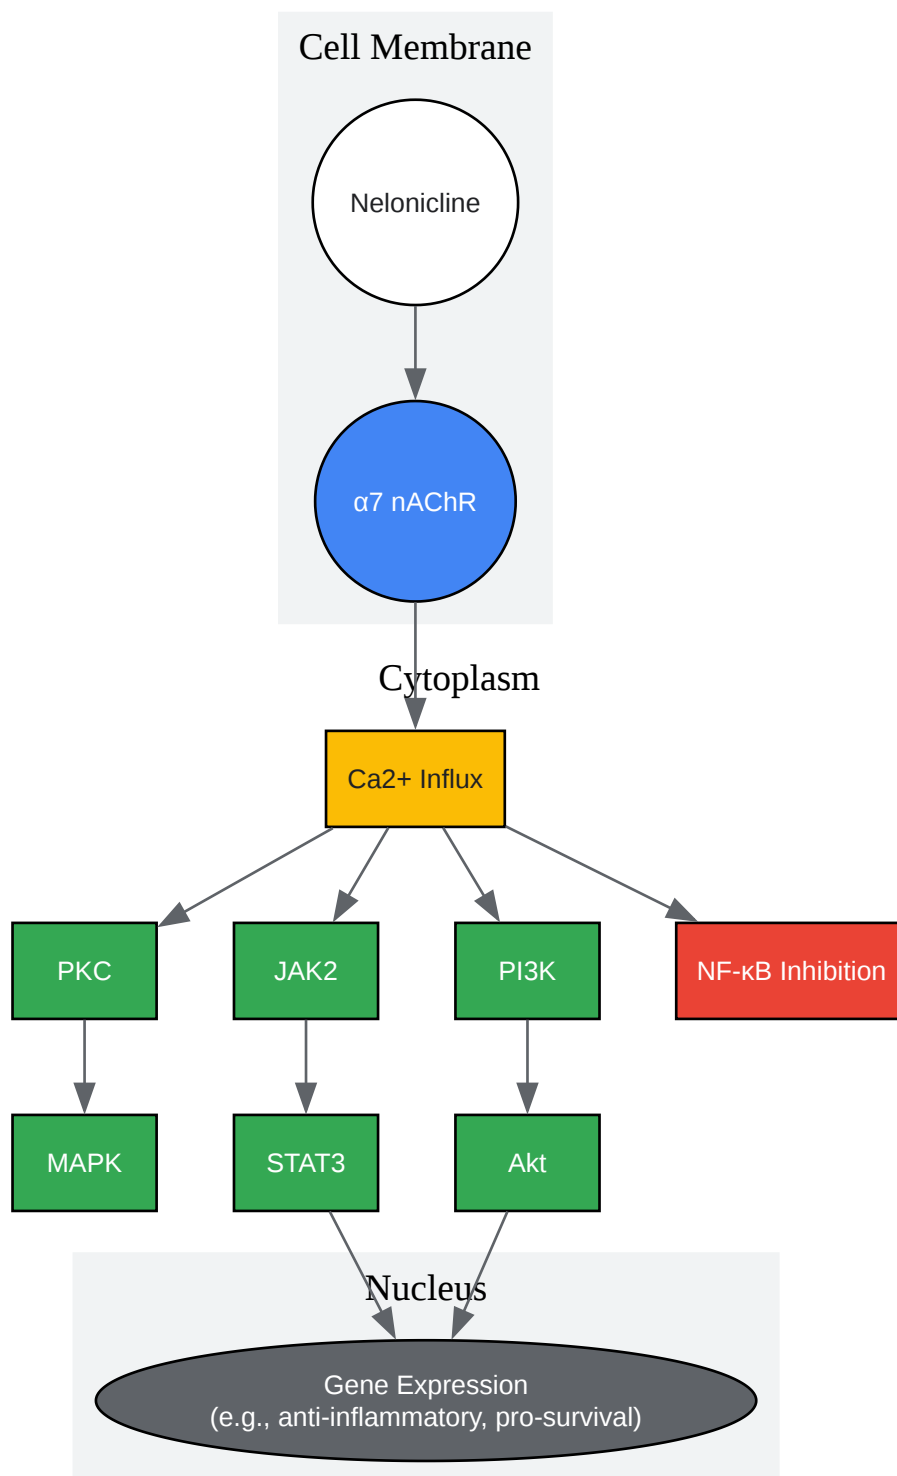 Cell Membrane
Nelonicline
α7 nAChR
Cytoplasm
Ca2+ Influx
PKC
JAK2
PI3K
NF-κB Inhibition
MAPK
STAT3
Akt
Nucleus
Gene Expression
(e.g., anti-inflammatory, pro-survival)